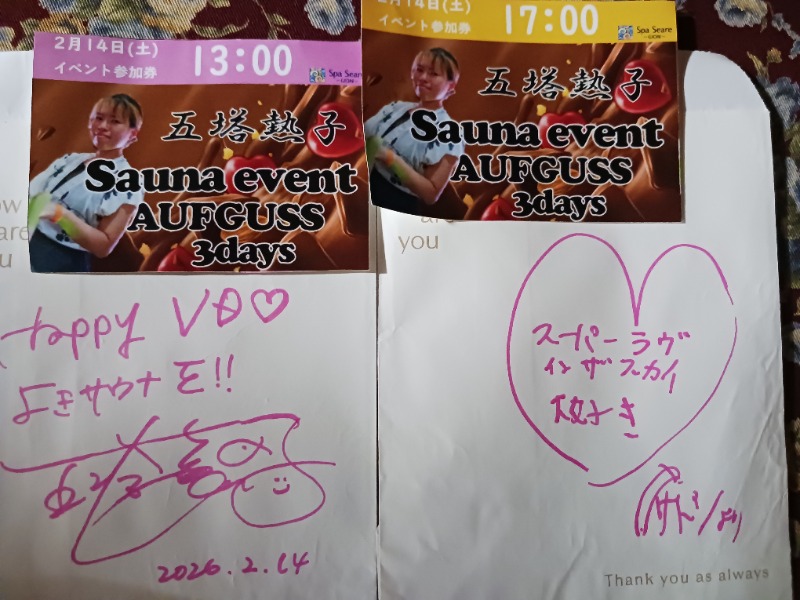 2月14日(土)
イベント参加券
13:00
Spa Seare
五塔熱子
Sauna event
AUFGUSS
3days
2月14日(土)
イベント参加券
17:00
Spa Seare
五塔熱子
Sauna event
AUFGUSS
3days
you
Happy VD♡
よきサウナを!!
2026.2.14
スーパーラヴ
インザスカイ
大好き
より
Thank you as always